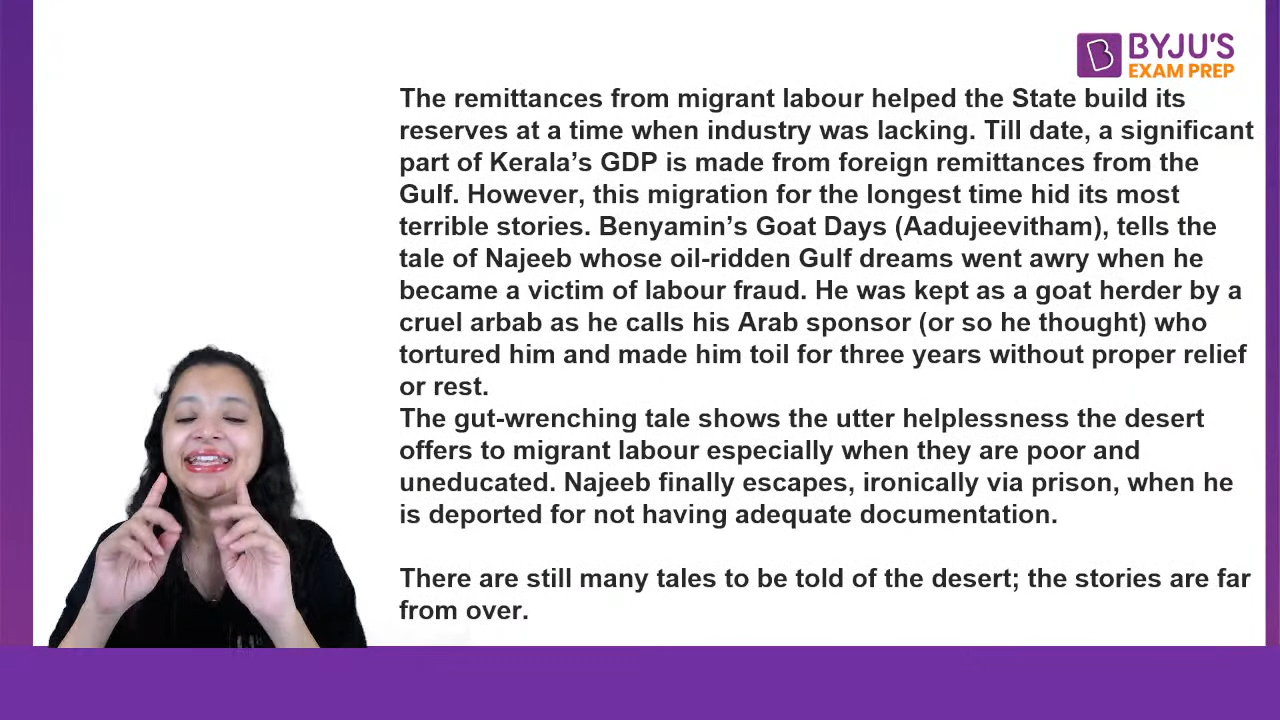 BYJU'S
EXAM PREP
The remittances from migrant labour helped the State build its
reserves at a time when industry was lacking. Till date, a significant
part of Kerala’s GDP is made from foreign remittances from the
Gulf. However, this migration for the longest time hid its most
terrible stories. Benyamin’s Goat Days (Aadujeevitham), tells the
tale of Najeeb whose oil-ridden Gulf dreams went awry when he
became a victim of labour fraud. He was kept as a goat herder by a
cruel arbab as he calls his Arab sponsor (or so he thought) who
tortured him and made him toil for three years without proper relief
or rest.
The gut-wrenching tale shows the utter helplessness the desert
offers to migrant labour especially when they are poor and
uneducated. Najeeb finally escapes, ironically via prison, when he
is deported for not having adequate documentation.
There are still many tales to be told of the desert; the stories are far
from over.